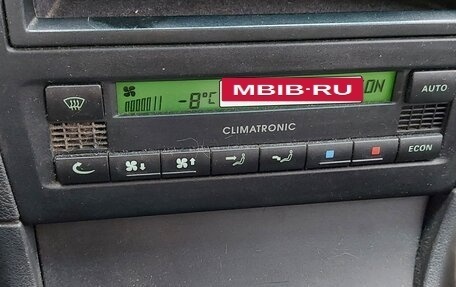 -8°C MBIB-RU ON
AUTO
CLIMATRONIC
ECON